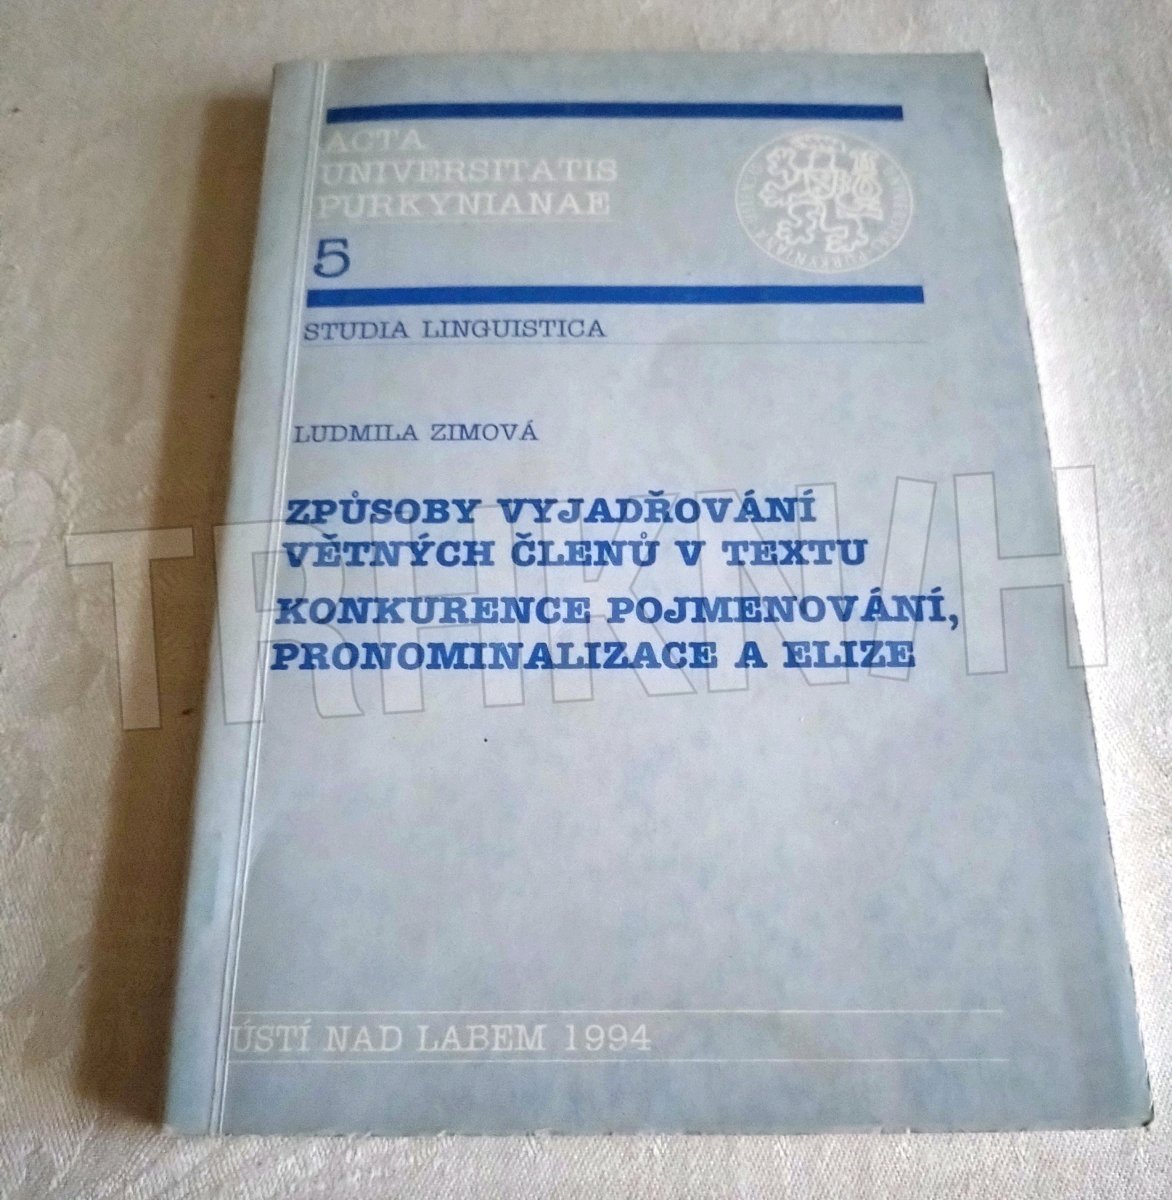 ACTA
UNIVERSITATIS
PURKYNIANAE
5
STUDIA LINGUISTICA
LUDMILA ZIMOVÁ
ZPŮSOBY VYJADŘOVÁNÍ
VĚTNÝCH ČLENŮ V TEXTU
KONKURENCE POJMENOVÁNÍ,
PRONOMINALIZACE A ELIZE
ÚSTÍ NAD LABEM 1994